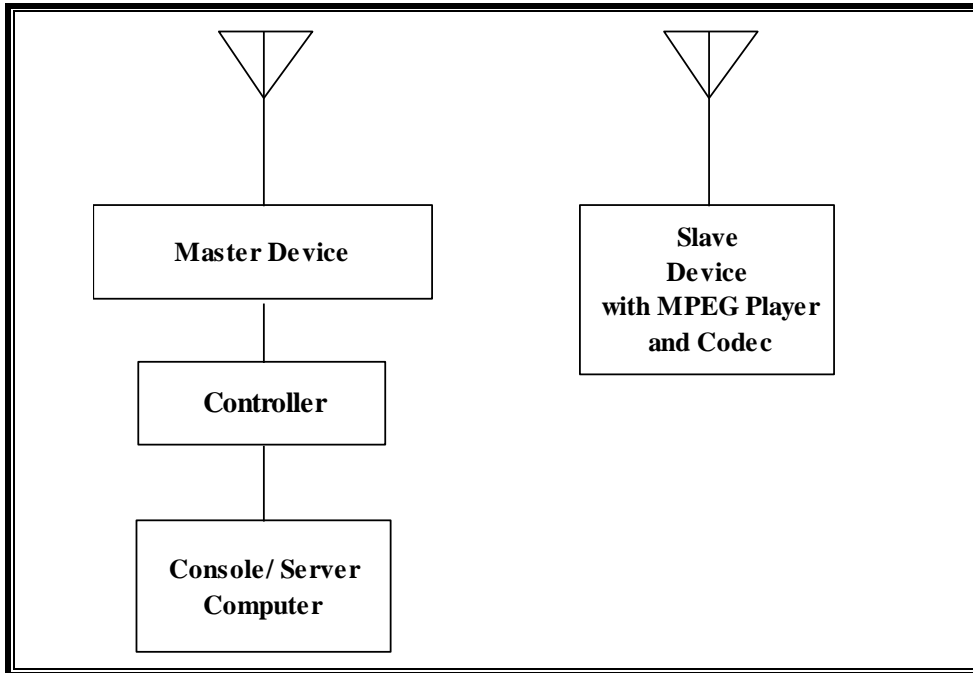 Master Device
Slave
Device
with MPEG Player
and Codec
Controller
Console/ Server
Computer